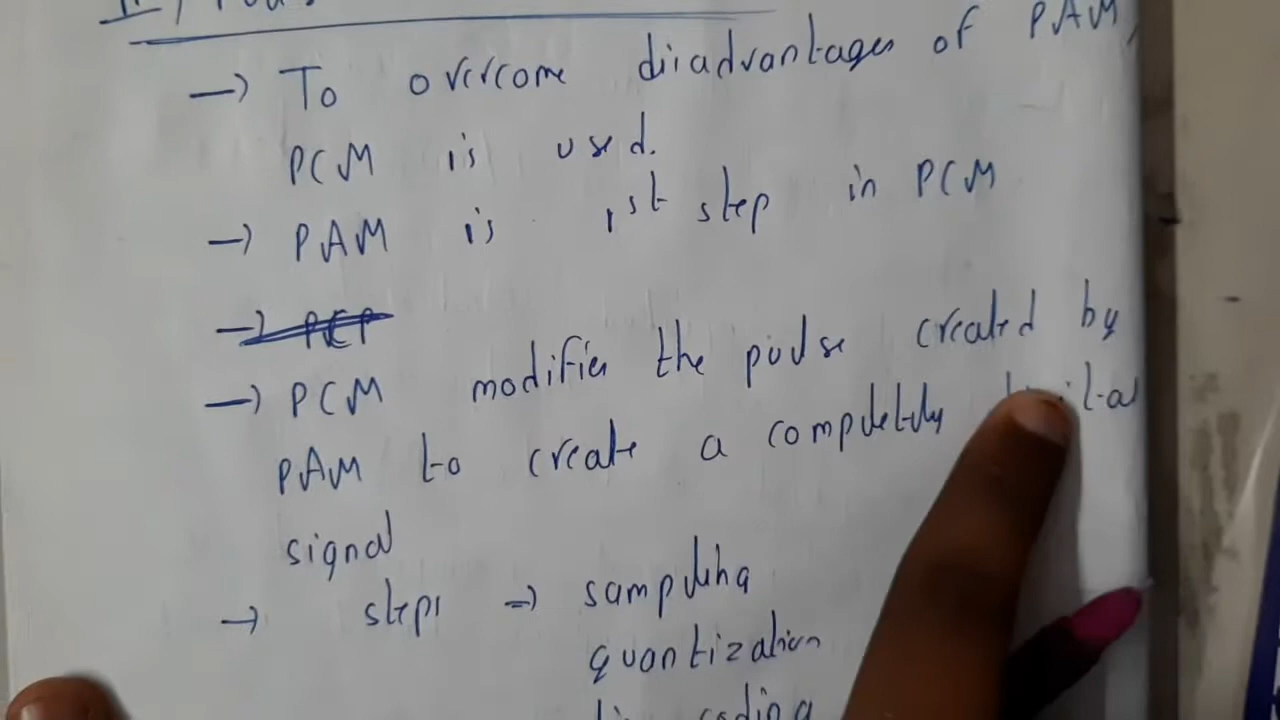 → To overcome disadvantages of PAM,
PCM is used.
→ PAM is 1st step in PCM
→ PCP
→ PCM modifies the pulse created by
PAM to create a completely
signal
→ steps → sampling
quantization
coding